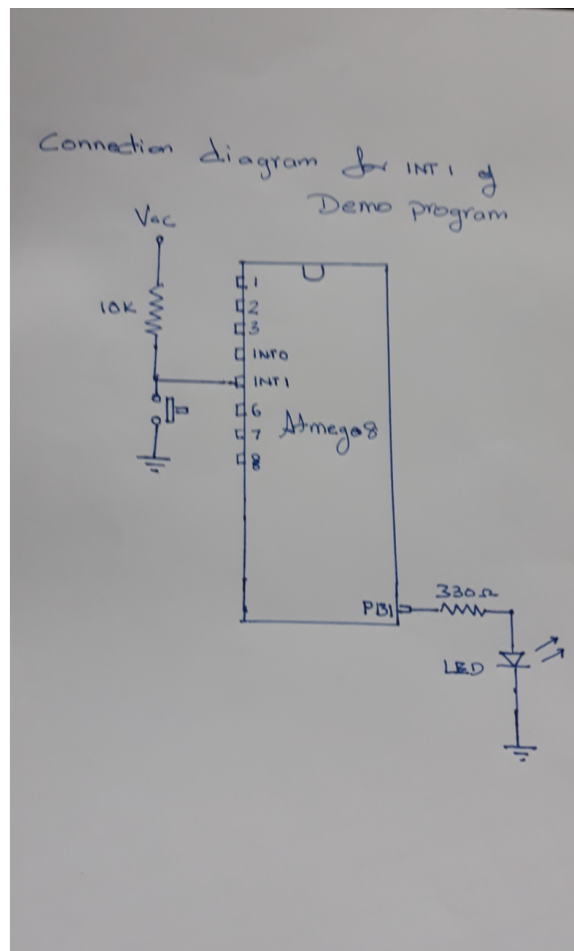 Connection diagram for INT1 of
Demo program
Vcc
10K
1
2
3
INT0
INT1
6
Atmega8
7
8
PB1
330Ω
LED